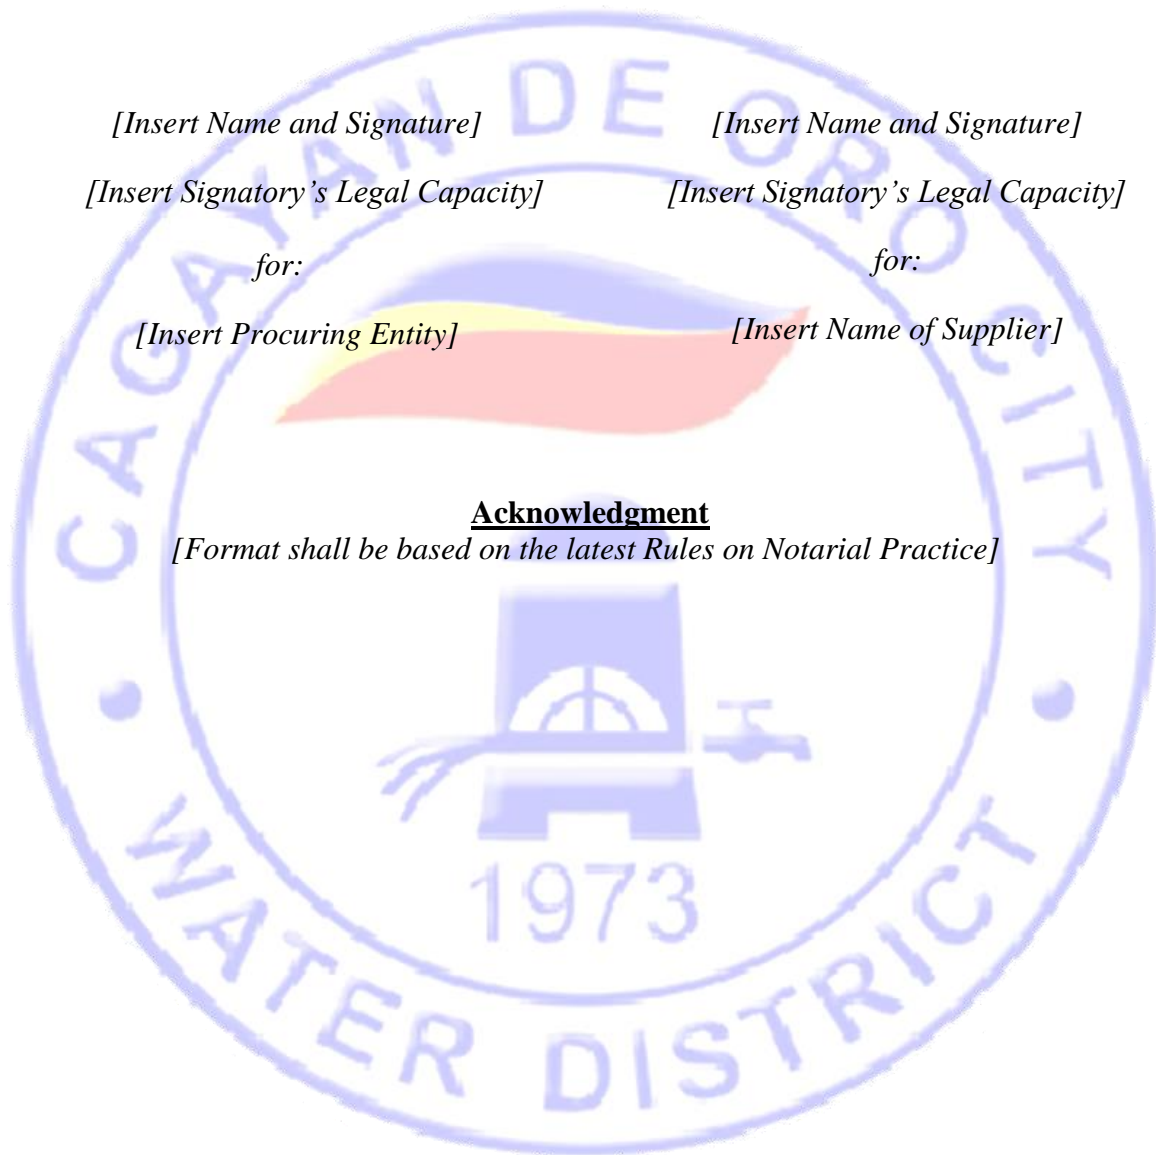 CAGAYAN DE ORO CITY
[Insert Name and Signature] [Insert Name and Signature]
[Insert Signatory’s Legal Capacity] [Insert Signatory’s Legal Capacity]
for: for:
[Insert Procuring Entity] [Insert Name of Supplier]
Acknowledgment
[Format shall be based on the latest Rules on Notarial Practice]
1973
WATER DISTRICT